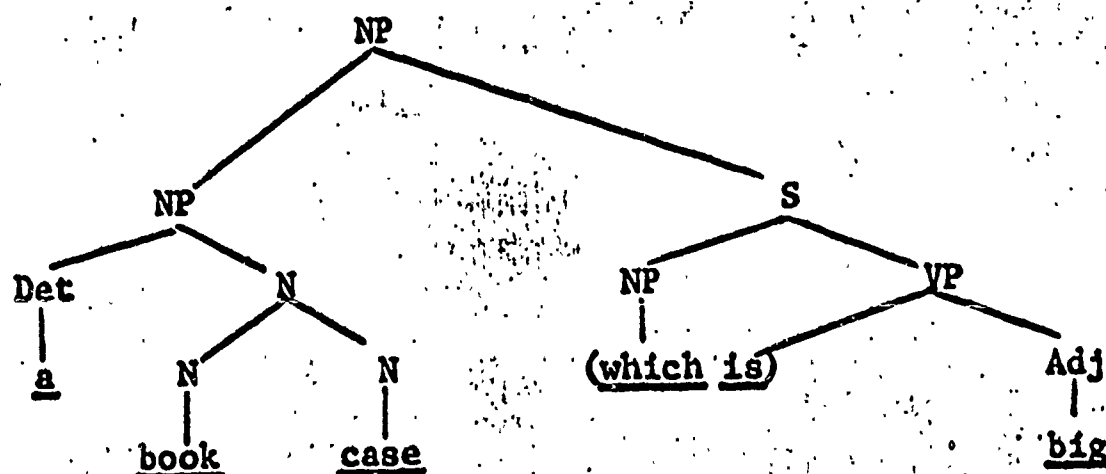 NP
NP S
Det N NP VP
a N N (which is) Adj
book case big